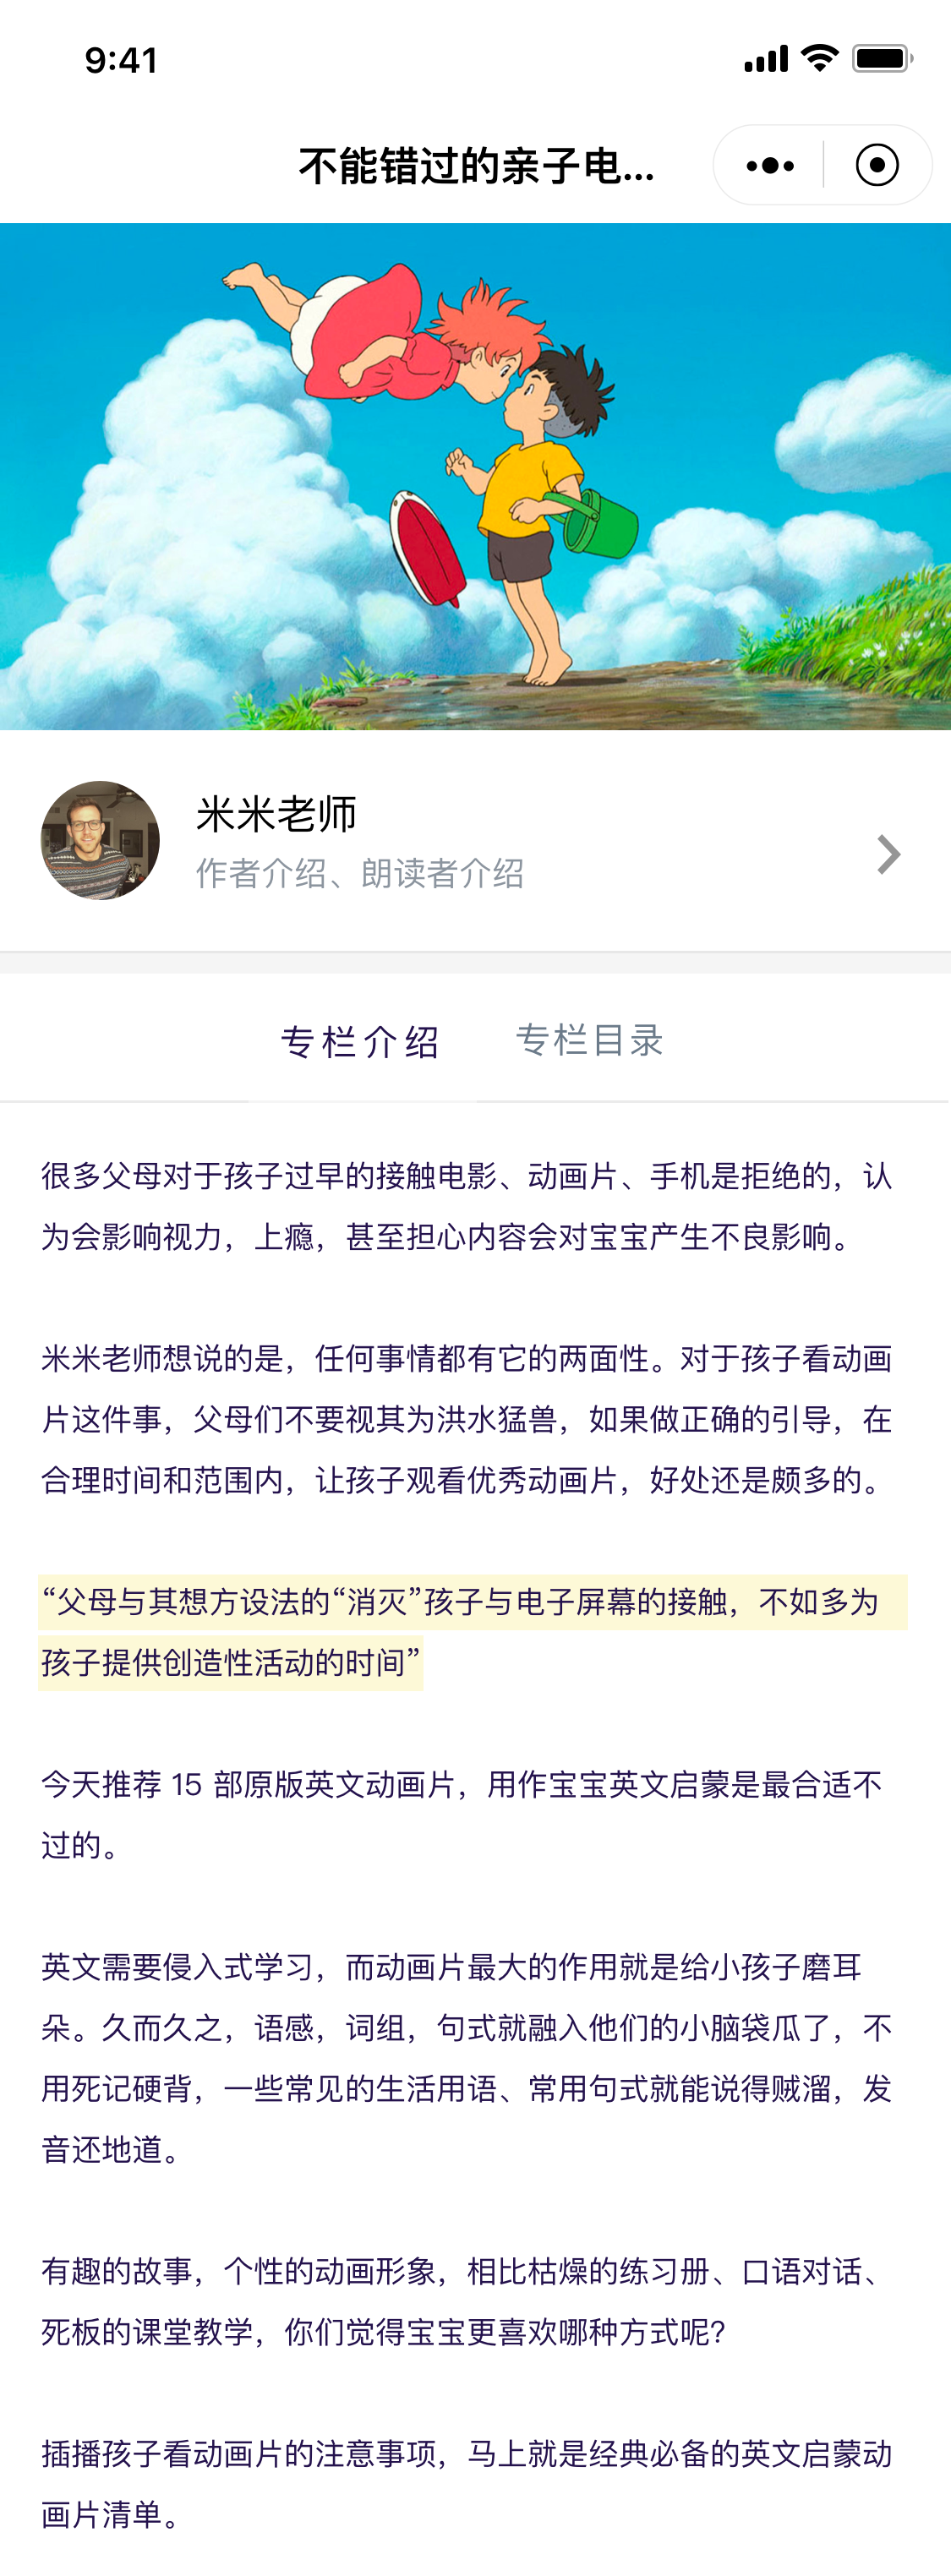 9:41
不能错过的亲子电...
米米老师
作者介绍、朗读者介绍
专栏介绍
专栏目录
很多父母对于孩子过早的接触电影、动画片、手机是拒绝的，认
为会影响视力，上瘾，甚至担心内容会对宝宝产生不良影响。
米米老师想说的是，任何事情都有它的两面性。对于孩子看动画
片这件事，父母们不要视其为洪水猛兽，如果做正确的引导，在
合理时间和范围内，让孩子观看优秀动画片，好处还是颇多的。
“父母与其想方设法的“消灭”孩子与电子屏幕的接触，不如多为
孩子提供创造性活动的时间”
今天推荐 15 部原版英文动画片，用作宝宝英文启蒙是最合适不
过的。
英文需要侵入式学习，而动画片最大的作用就是给小孩子磨耳
朵。久而久之，语感，词组，句式就融入他们的小脑袋瓜了，不
用死记硬背，一些常见的生活用语、常用句式就能说得贼溜，发
音还地道。
有趣的故事，个性的动画形象，相比枯燥的练习册、口语对话、
死板的课堂教学，你们觉得宝宝更喜欢哪种方式呢？
插播孩子看动画片的注意事项，马上就是经典必备的英文启蒙动
画片清单。